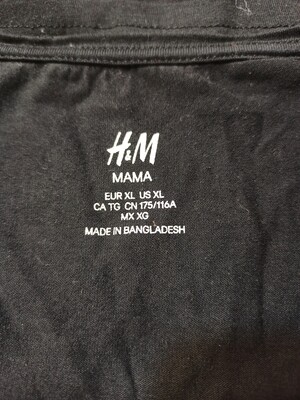 H&M
MAMA
EUR XL US XL
CA TG CN 175/116A
MX XG
MADE IN BANGLADESH